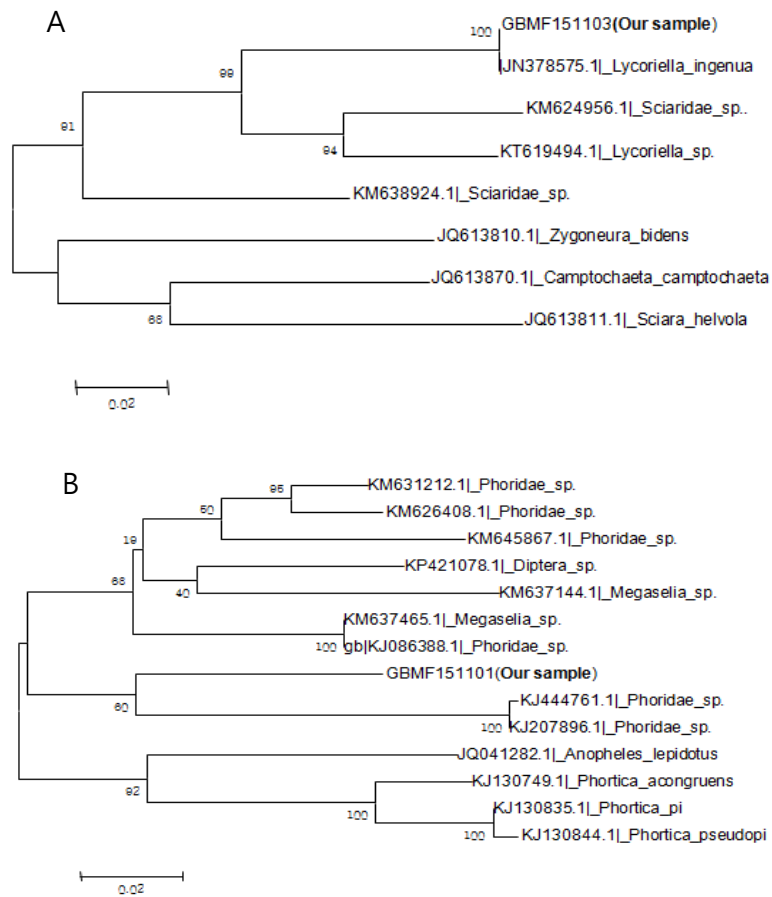 A
GBMF151103(Our sample)
100
JN378575.1|_Lycoriella_ingenua
99
KM624956.1|_Sciaridae_sp..
91
94
KT619494.1|_Lycoriella_sp.
KM638924.1|_Sciaridae_sp.
JQ613810.1|_Zygoneura_bidens
JQ613870.1|_Camptochaeta_camptochaeta
68
JQ613811.1|_Sciara_helvola
0.02
B
95
KM631212.1|_Phoridae_sp.
50
KM626408.1|_Phoridae_sp.
19
KM645867.1|_Phoridae_sp.
KP421078.1|_Diptera_sp.
68
40
KM637144.1|_Megaselia_sp.
KM637465.1|_Megaselia_sp.
100
gb|KJ086388.1|_Phoridae_sp.
GBMF151101(Our sample)
60
KJ444761.1|_Phoridae_sp.
100
KJ207896.1|_Phoridae_sp.
JQ041282.1|_Anopheles_lepidotus
92
KJ130749.1|_Phortica_acongruens
100
KJ130835.1|_Phortica_pi
100
KJ130844.1|_Phortica_pseudopi
0.02